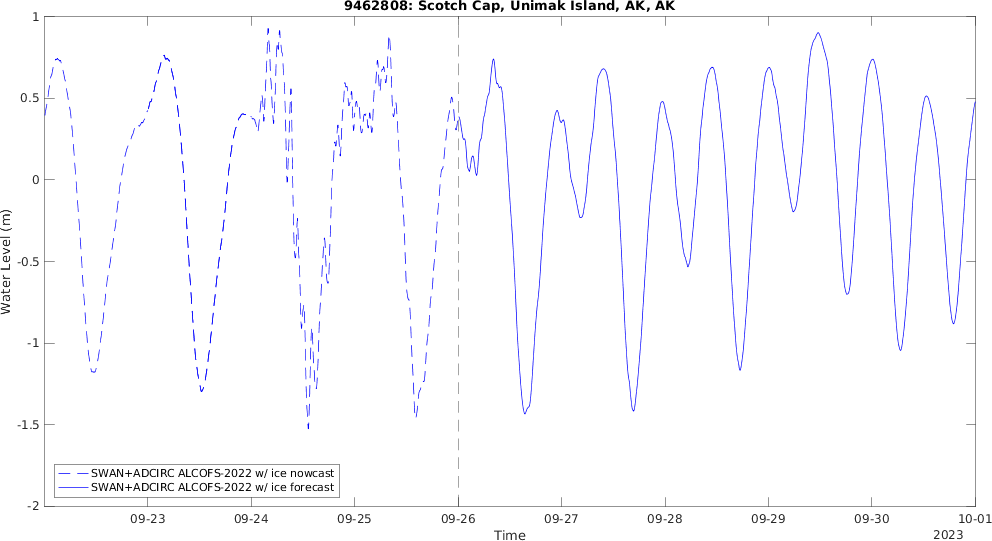 9462808: Scotch Cap, Unimak Island, AK, AK
Water Level (m)
1
0.5
0
-0.5
-1
-1.5
-2
SWAN+ADCIRC ALCOFS-2022 w/ ice nowcast
SWAN+ADCIRC ALCOFS-2022 w/ ice forecast
09-23 09-24 09-25 09-26 09-27 09-28 09-29 09-30 10-01
Time
2023